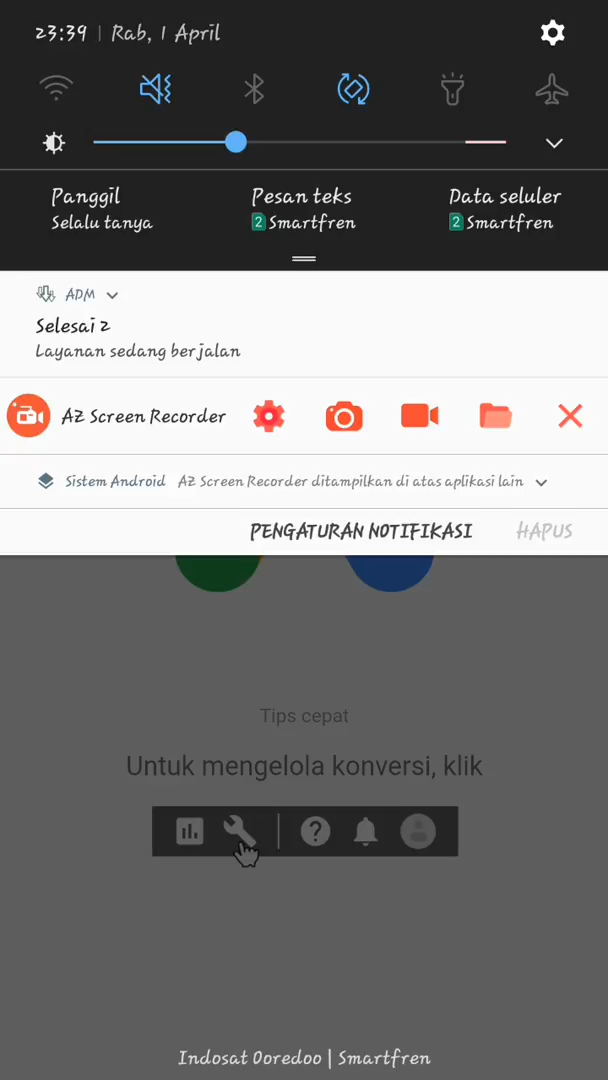 23:39 | Rab, 1 April
Panggil
Selalu tanya
Pesan teks
2 Smartfren
Data seluler
2 Smartfren
ADM
Selesai 2
Layanan sedang berjalan
AZ Screen Recorder
Sistem Android AZ Screen Recorder ditampilkan di atas aplikasi lain
PENGATURAN NOTIFIKASI HAPUS
Tips cepat
Untuk mengelola konversi, klik
Indosat Ooredoo | Smartfren